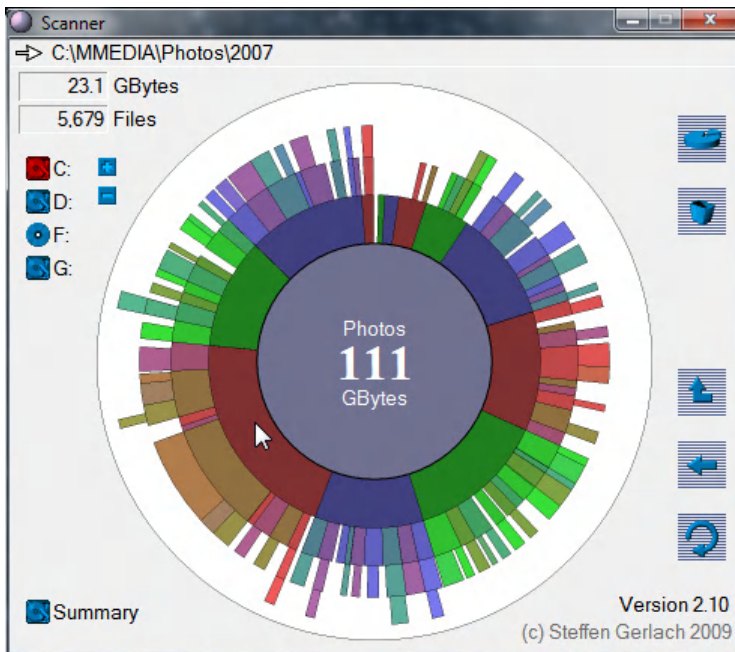 Scanner
C:\MMEDIA\Photos\2007
23.1 GBytes
5,679 Files
C:
D:
F:
G:
Photos
111
GBytes
Summary
Version 2.10
(c) Steffen Gerlach 2009